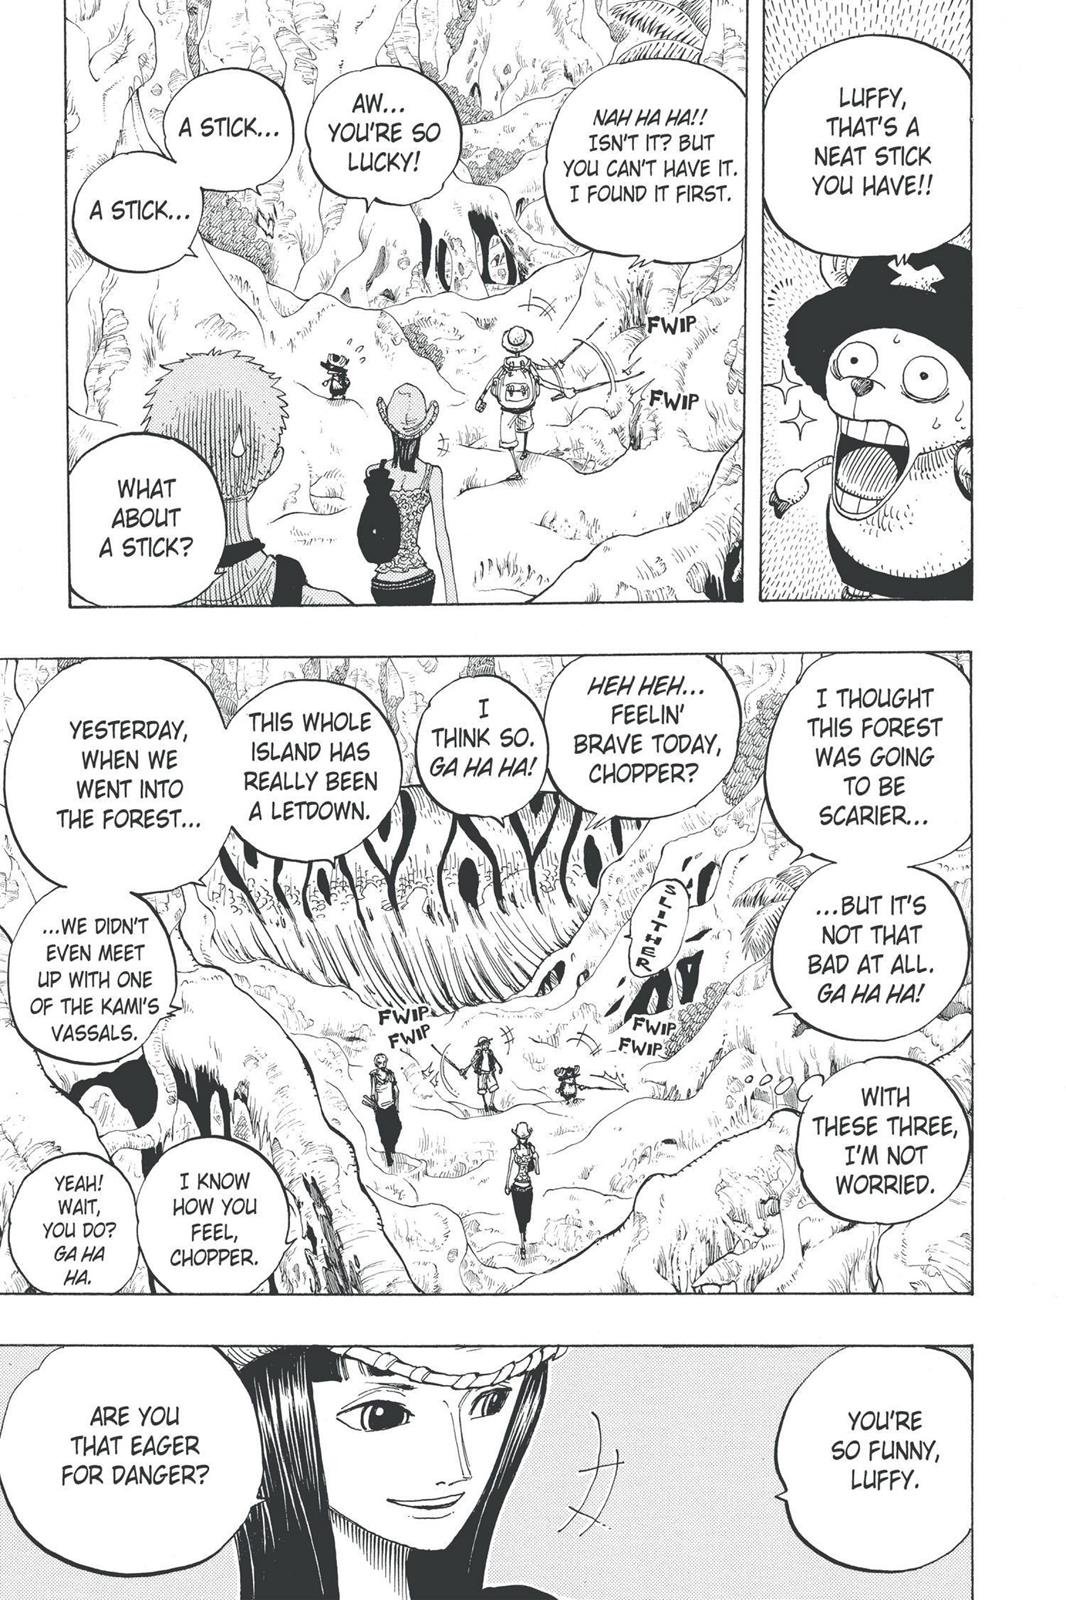 LUFFY,
THAT'S A
NEAT STICK
YOU HAVE!!
NAH HA HA!!
ISN'T IT? BUT
YOU CAN'T HAVE IT.
I FOUND IT FIRST.
AW...
YOU'RE SO
LUCKY!
A STICK...
A STICK...
FWIP
FWIP
WHAT
ABOUT
A STICK?
I THOUGHT
THIS FOREST
WAS GOING
TO BE
SCARIER...
...BUT IT'S
NOT THAT
BAD AT ALL.
GA HA HA!
HEH HEH...
FEELIN'
BRAVE TODAY,
CHOPPER?
I
THINK SO.
GA HA HA!
SLITHER
FWIP
FWIP
FWIP
FWIP
WITH
THESE THREE,
I'M NOT
WORRIED.
THIS WHOLE
ISLAND HAS
REALLY BEEN
A LETDOWN.
YESTERDAY,
WHEN WE
WENT INTO
THE FOREST...
...WE DIDN'T
EVEN MEET
UP WITH ONE
OF THE KAMI'S
VASSALS.
I KNOW
HOW YOU
FEEL,
CHOPPER.
YEAH!
WAIT,
YOU DO?
GA HA
HA.
YOU'RE
SO FUNNY,
LUFFY.
ARE YOU
THAT EAGER
FOR DANGER?